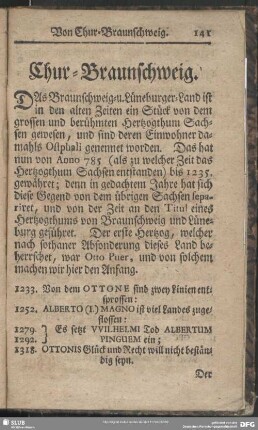 Von Chur-Braunschweig. 141
Chur-Braunschweig.
DAs Braunschweig-u. Lüneburger-Land ist
in den alten Zeiten ein Stück von dem
grossen und berühmten Hertzogthum Sach-
sen gewesen, und sind deren Einwohner da-
mahls Ostphali genennet worden. Das hat
nun von Anno 785 (als zu welcher Zeit das
Hertzogthum Sachsen entstanden) bis 1235.
gewähret; denn in gedachtem Jahre hat sich
diese Gegend von dem übrigen Sachsen sepa-
riret, und von der Zeit an den Titul eines
Hertzogthums von Braunschweig und Lüne-
burg geführet. Der erste Hertzog, welcher
nach sothaner Absonderung dieses Land be-
herrschet, war Otto Puer, und von solchem
machen wir hier den Anfang.
1233. Von dem OTTONE sind zwey Linien ent-
sprossen:
1252. ALBERTO (I.) MAGNO ist viel Landes zuge-
flossen:
1279. } Es setzt VVILHELMI Tod ALBERTUM
1292. PINGUEM ein;
1318. OTTONIS Glück und Recht will nicht bestän-
dig seyn.
Der
SLUB
DFG